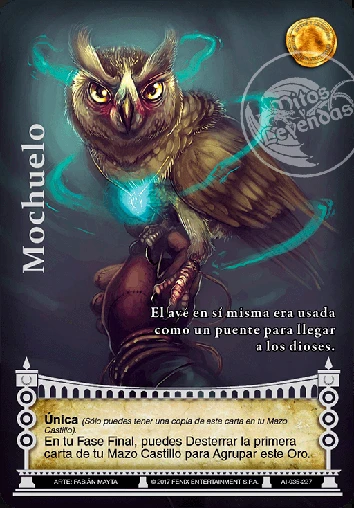 Mitos y
Leyendas
Mochuelo
El ave en sí misma era usada
como un puente para llegar
a los dioses.
Única (Sólo puedes tener una copia de esta carta en tu Mazo
Castillo).
En tu Fase Final, puedes Desterrar la primera
carta de tu Mazo Castillo para Agrupar este Oro.
ARTE: FABIÁN MAYTA © 2017 FENIX ENTERTAINMENT S.P.A.